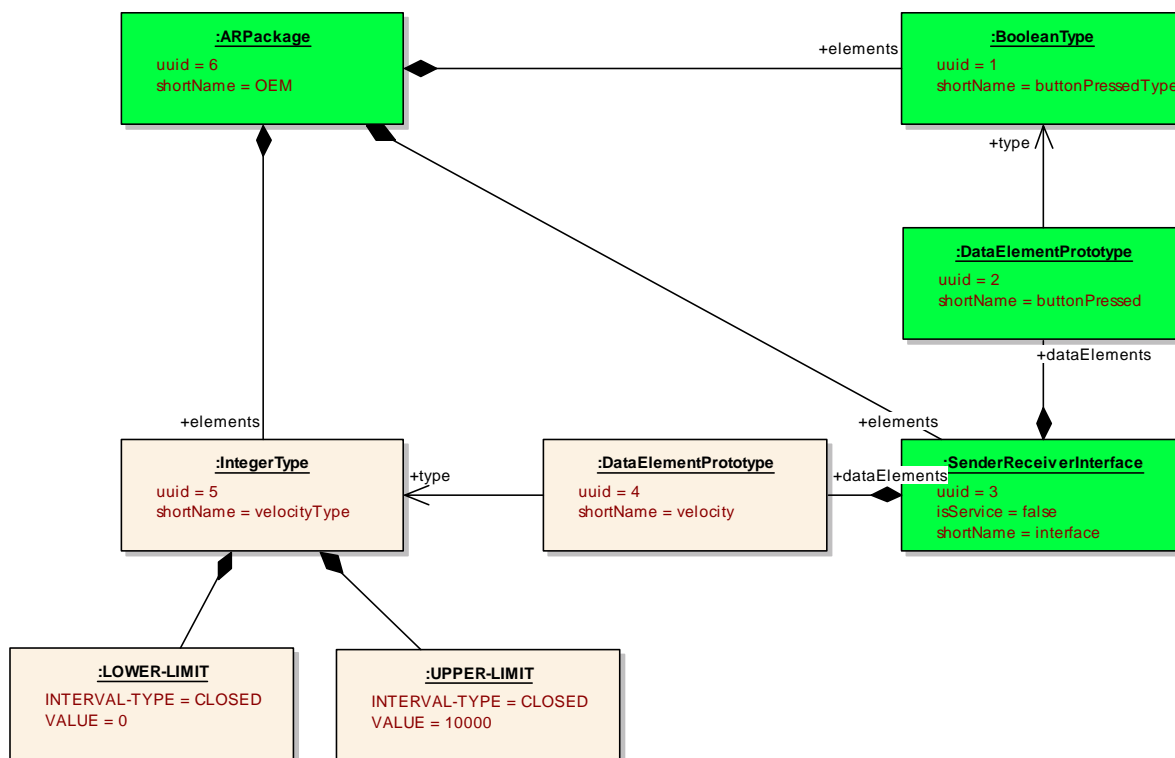 :ARPackage
uuid = 6
shortName = OEM
+elements
:BooleanType
uuid = 1
shortName = buttonPressedType
+type
:DataElementPrototype
uuid = 2
shortName = buttonPressed
+dataElements
+elements
+elements
:IntegerType
uuid = 5
shortName = velocityType
+type
:DataElementPrototype
uuid = 4
shortName = velocity
+dataElements
:SenderReceiverInterface
uuid = 3
isService = false
shortName = interface
:LOWER-LIMIT
INTERVAL-TYPE = CLOSED
VALUE = 0
:UPPER-LIMIT
INTERVAL-TYPE = CLOSED
VALUE = 10000